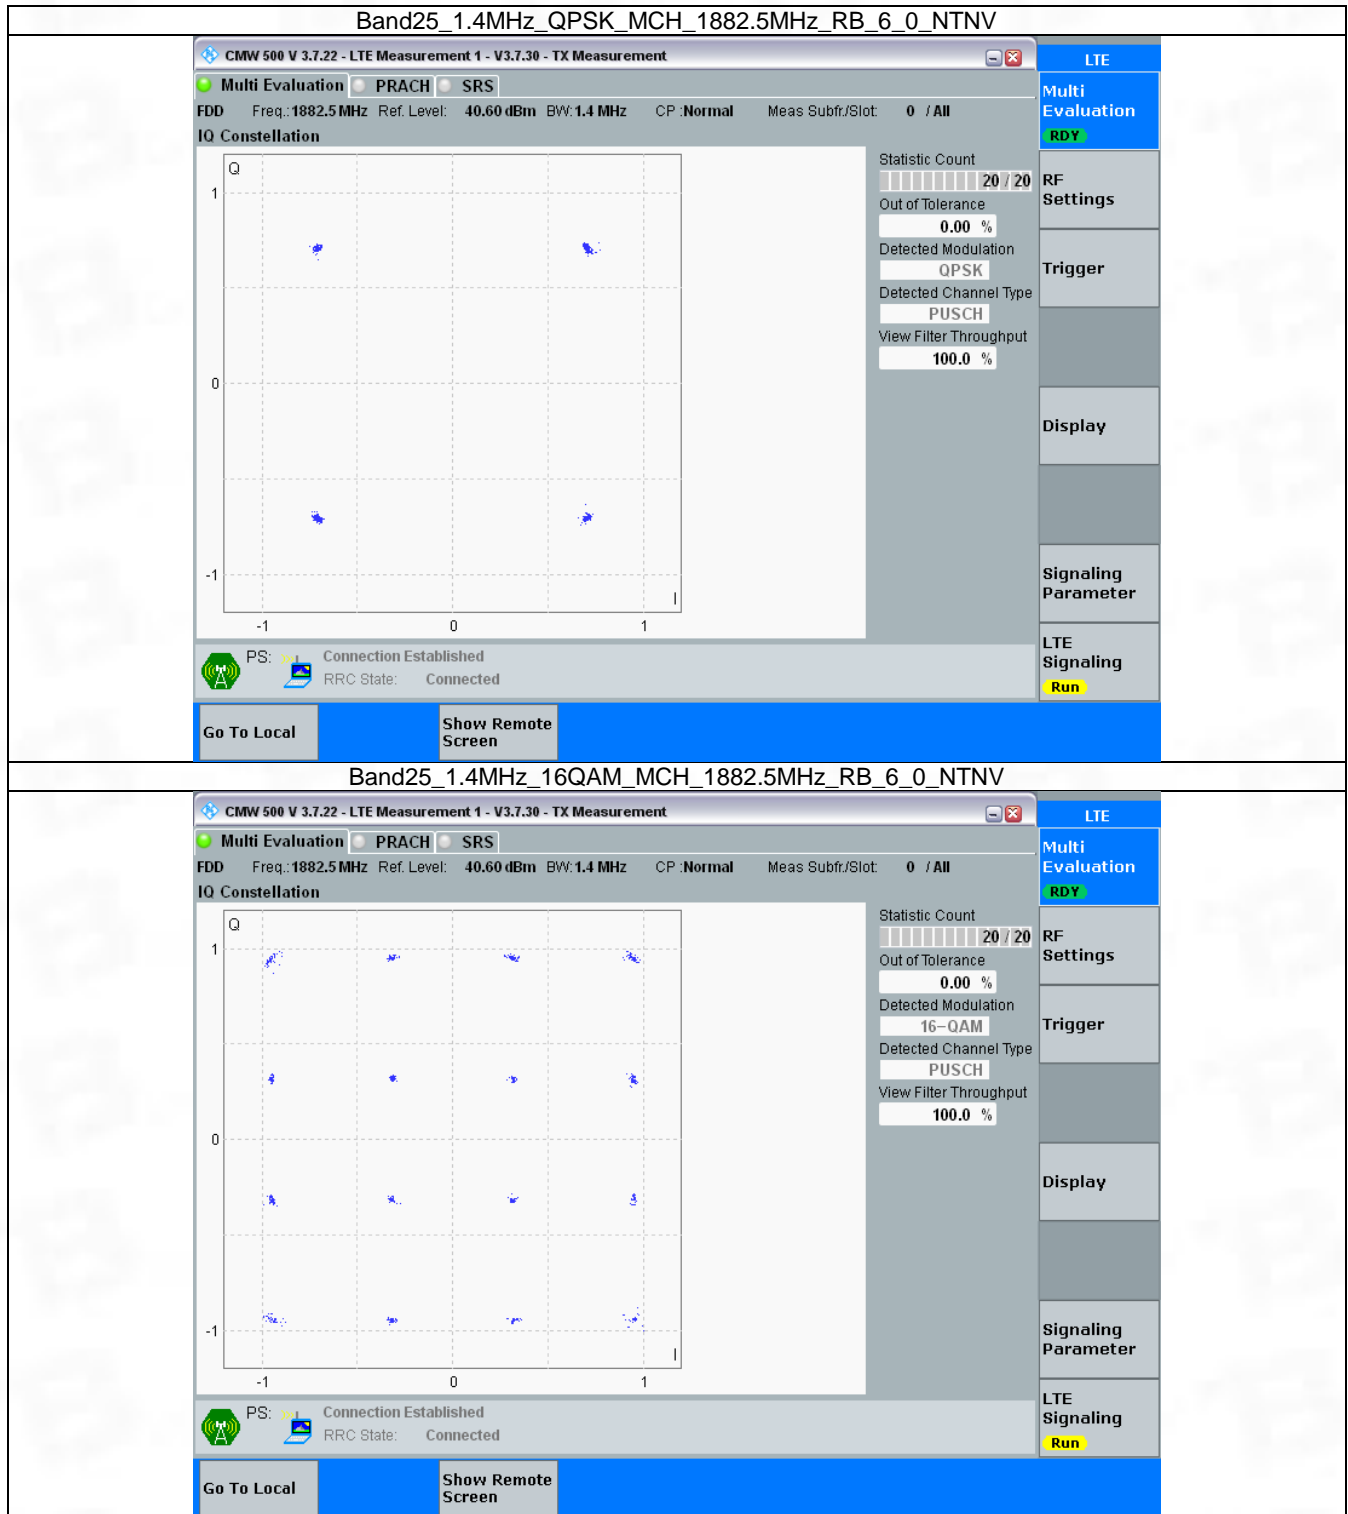 Band25_1.4MHz_QPSK_MCH_1882.5MHz_RB_6_0_NTNV
CMW 500 V 3.7.22 - LTE Measurement 1 - V3.7.30 - TX Measurement
LTE
Multi Evaluation PRACH SRS
Multi
Evaluation
RDY
FDD Freq.: 1882.5 MHz Ref. Level: 40.60 dBm BW: 1.4 MHz CP : Normal Meas Subfr./Slot: 0 / All
IQ Constellation
Q
1
0
-1
I
-1 0 1
Statistic Count
20 / 20
Out of Tolerance
0.00 %
Detected Modulation
QPSK
Detected Channel Type
PUSCH
View Filter Throughput
100.0 %
RF
Settings
Trigger
Display
Signaling
Parameter
LTE
Signaling
Run
PS: Connection Established
RRC State: Connected
Go To Local
Show Remote
Screen
Band25_1.4MHz_16QAM_MCH_1882.5MHz_RB_6_0_NTNV
CMW 500 V 3.7.22 - LTE Measurement 1 - V3.7.30 - TX Measurement
LTE
Multi Evaluation PRACH SRS
Multi
Evaluation
RDY
FDD Freq.: 1882.5 MHz Ref. Level: 40.60 dBm BW: 1.4 MHz CP : Normal Meas Subfr./Slot: 0 / All
IQ Constellation
Q
1
0
-1
I
-1 0 1
Statistic Count
20 / 20
Out of Tolerance
0.00 %
Detected Modulation
16-QAM
Detected Channel Type
PUSCH
View Filter Throughput
100.0 %
RF
Settings
Trigger
Display
Signaling
Parameter
LTE
Signaling
Run
PS: Connection Established
RRC State: Connected
Go To Local
Show Remote
Screen